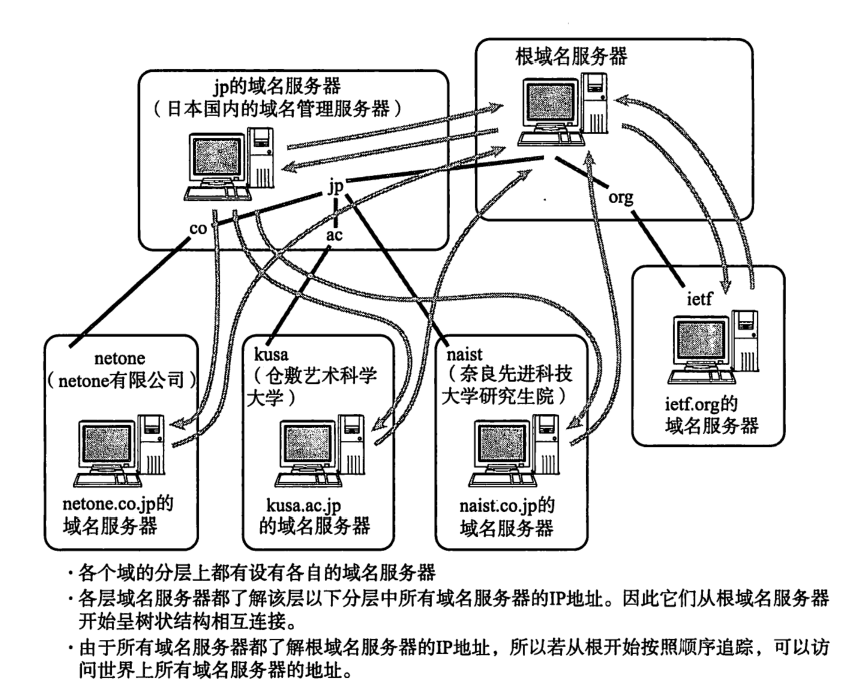 根域名服务器
jp的域名服务器
（日本国内的域名管理服务器）
jp
org
co
ac
ietf
netone
（netone有限公司）
kusa
（仓敷艺术科学
大学）
naist
（奈良先进科技
大学研究生院）
ietf.org的
域名服务器
netone.co.jp的
域名服务器
kusa.ac.jp
的域名服务器
naist.co.jp的
域名服务器
·各个域的分层上都有设有各自的域名服务器
·各层域名服务器都了解该层以下分层中所有域名服务器的IP地址。因此它们从根域名服务器
开始呈树状结构相互连接。
·由于所有域名服务器都了解根域名服务器的IP地址，所以若从根开始按照顺序追踪，可以访
问世界上所有域名服务器的地址。